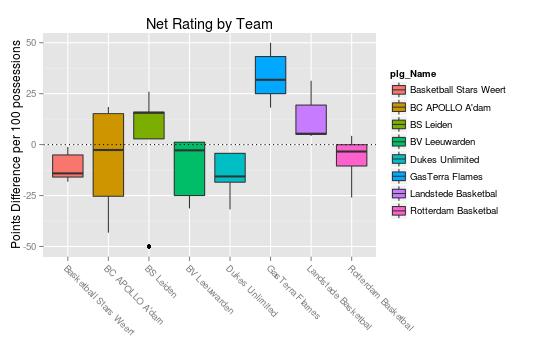 Net Rating by Team
Points Difference per 100 possessions
50
25
0
-25
-50
Basketball Stars Weert
BC APOLLO A'dam
BS Leiden
BV Leeuwarden
Dukes Unlimited
GasTerra Flames
Landstede Basketbal
Rotterdam Basketbal
plg_Name
Basketball Stars Weert
BC APOLLO A'dam
BS Leiden
BV Leeuwarden
Dukes Unlimited
GasTerra Flames
Landstede Basketbal
Rotterdam Basketbal